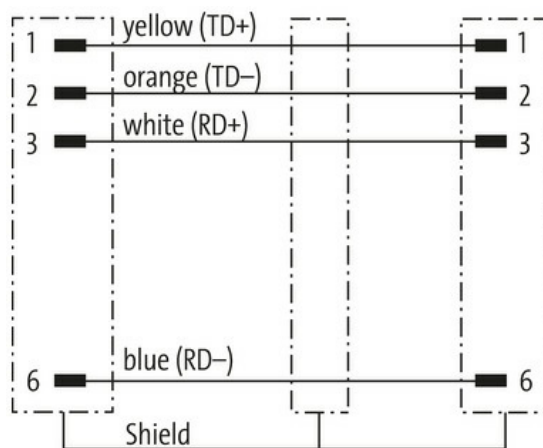 1 yellow (TD+) 1
2 orange (TD–) 2
3 white (RD+) 3
6 blue (RD–) 6
Shield